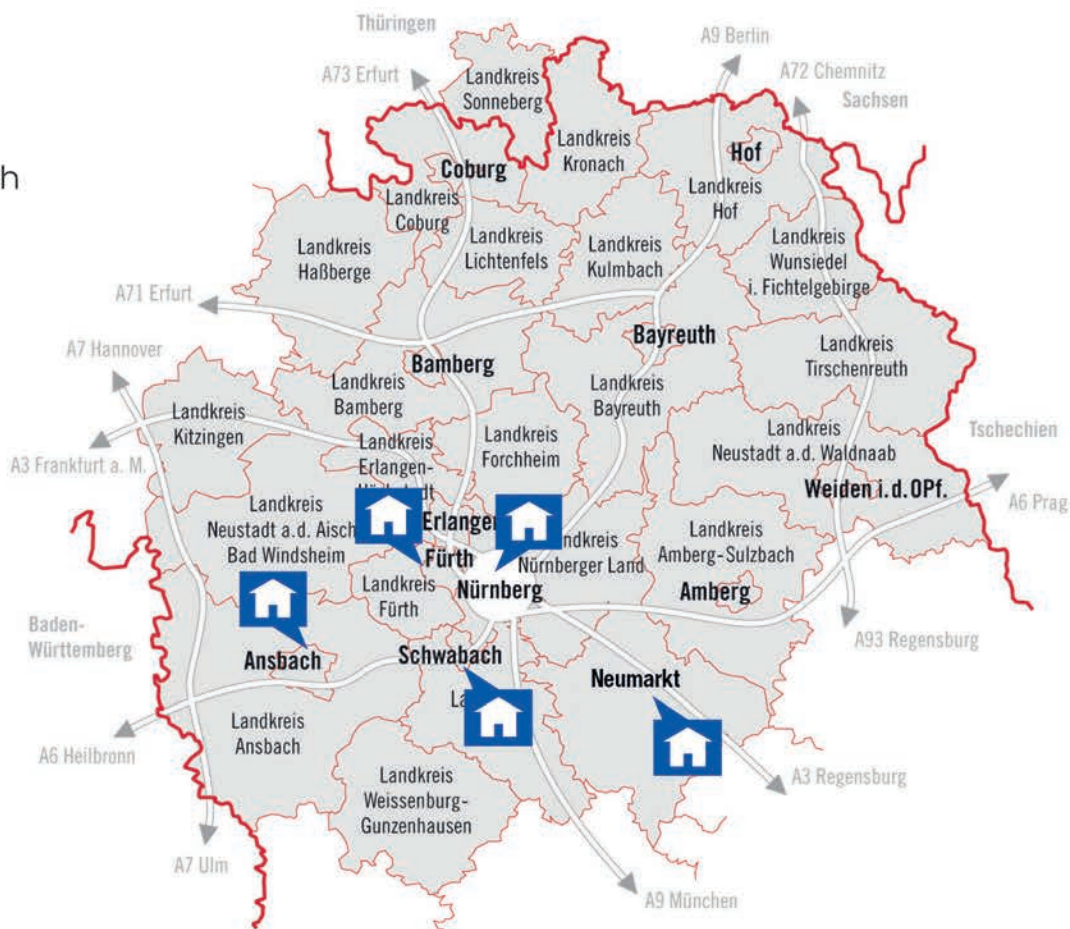 Thüringen
A9 Berlin
A73 Erfurt
A72 Chemnitz
Landkreis
Sonneberg
Sachsen
Landkreis
Kronach
Hof
h
Coburg
Landkreis
Hof
Landkreis
Coburg
Landkreis
Haßberge
Landkreis
Lichtenfels
Landkreis
Kulmbach
Landkreis
Wunsiedel
i. Fichtelgebirge
A71 Erfurt
A7 Hannover
Bamberg
Bayreuth
Landkreis
Tirschenreuth
Landkreis
Bamberg
Landkreis
Bayreuth
Landkreis
Kitzingen
Landkreis
Erlangen-
Landkreis
Forchheim
Landkreis
Neustadt a.d. Waldnaab
Tschechien
A3 Frankfurt a. M.
Weiden i.d.OPf.
A6 Prag
Landkreis
Neustadt a.d. Aisch
Bad Windsheim
Erlangen
Fürth
Nürnberger Land
Landkreis
Amberg-Sulzbach
Landkreis
Fürth
Nürnberg
Amberg
Baden-
Württemberg
A93 Regensburg
Ansbach
Schwabach
Neumarkt
Landkreis
Ansbach
A6 Heilbronn
A3 Regensburg
Landkreis
Weissenburg-
Gunzenhausen
A7 Ulm
A9 München